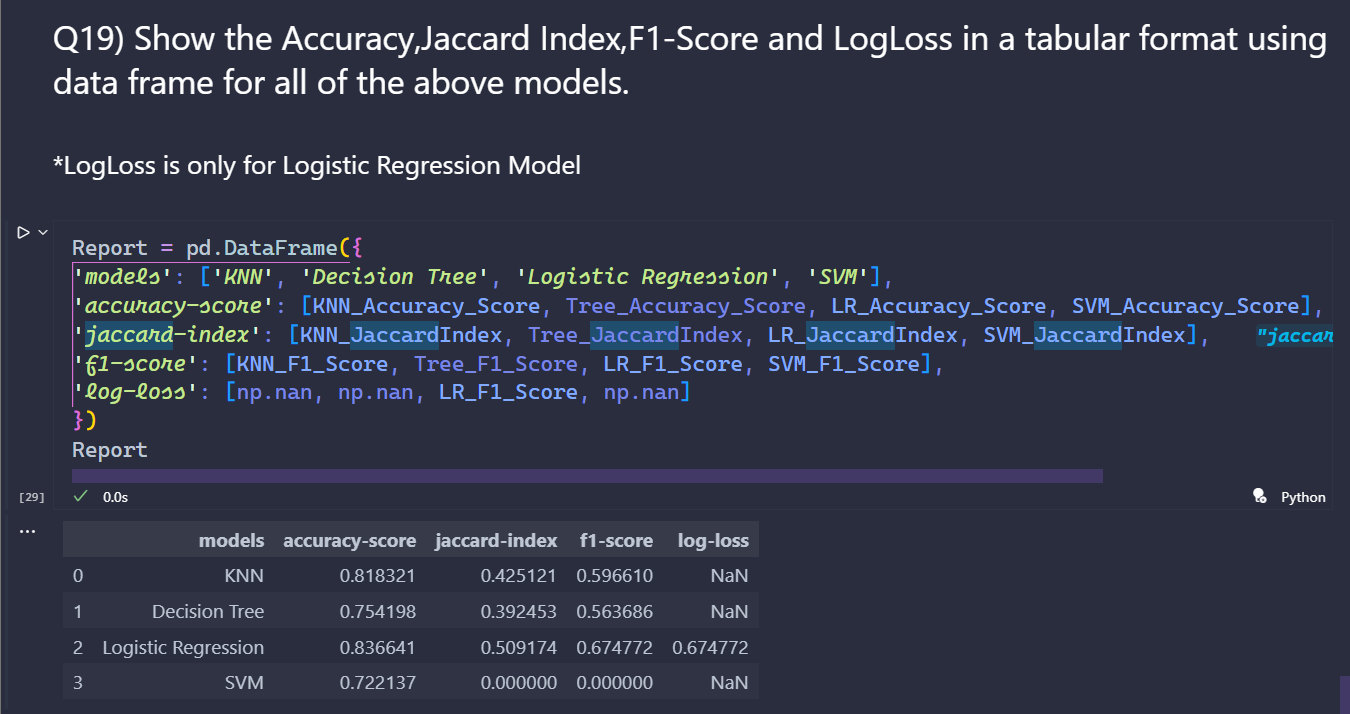 Q19) Show the Accuracy,Jaccard Index,F1-Score and LogLoss in a tabular format using
data frame for all of the above models.
*LogLoss is only for Logistic Regression Model
Report = pd.DataFrame({
'models': ['KNN', 'Decision Tree', 'Logistic Regression', 'SVM'],
'accuracy-score': [KNN_Accuracy_Score, Tree_Accuracy_Score, LR_Accuracy_Score, SVM_Accuracy_Score],
'jaccard-index': [KNN_JaccardIndex, Tree_JaccardIndex, LR_JaccardIndex, SVM_JaccardIndex], "jaccar
'f1-score': [KNN_F1_Score, Tree_F1_Score, LR_F1_Score, SVM_F1_Score],
'log-loss': [np.nan, np.nan, LR_F1_Score, np.nan]
})
Report
[29] 0.0s Python
...
models accuracy-score jaccard-index f1-score log-loss
0 KNN 0.818321 0.425121 0.596610 NaN
1 Decision Tree 0.754198 0.392453 0.563686 NaN
2 Logistic Regression 0.836641 0.509174 0.674772 0.674772
3 SVM 0.722137 0.000000 0.000000 NaN